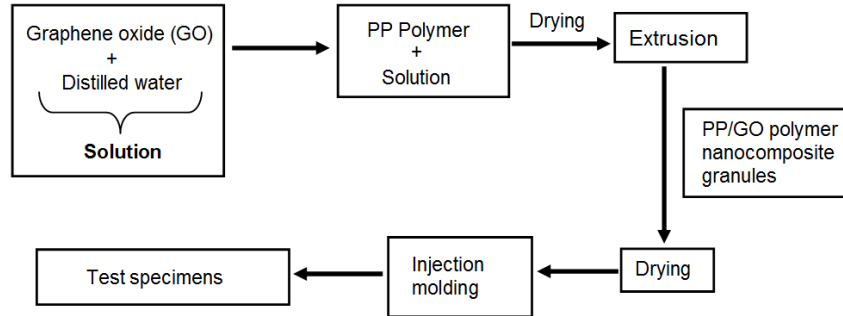 Graphene oxide (GO)
+
Distilled water
Solution
PP Polymer
+
Solution
Drying
Extrusion
PP/GO polymer
nanocomposite
granules
Drying
Injection
molding
Test specimens